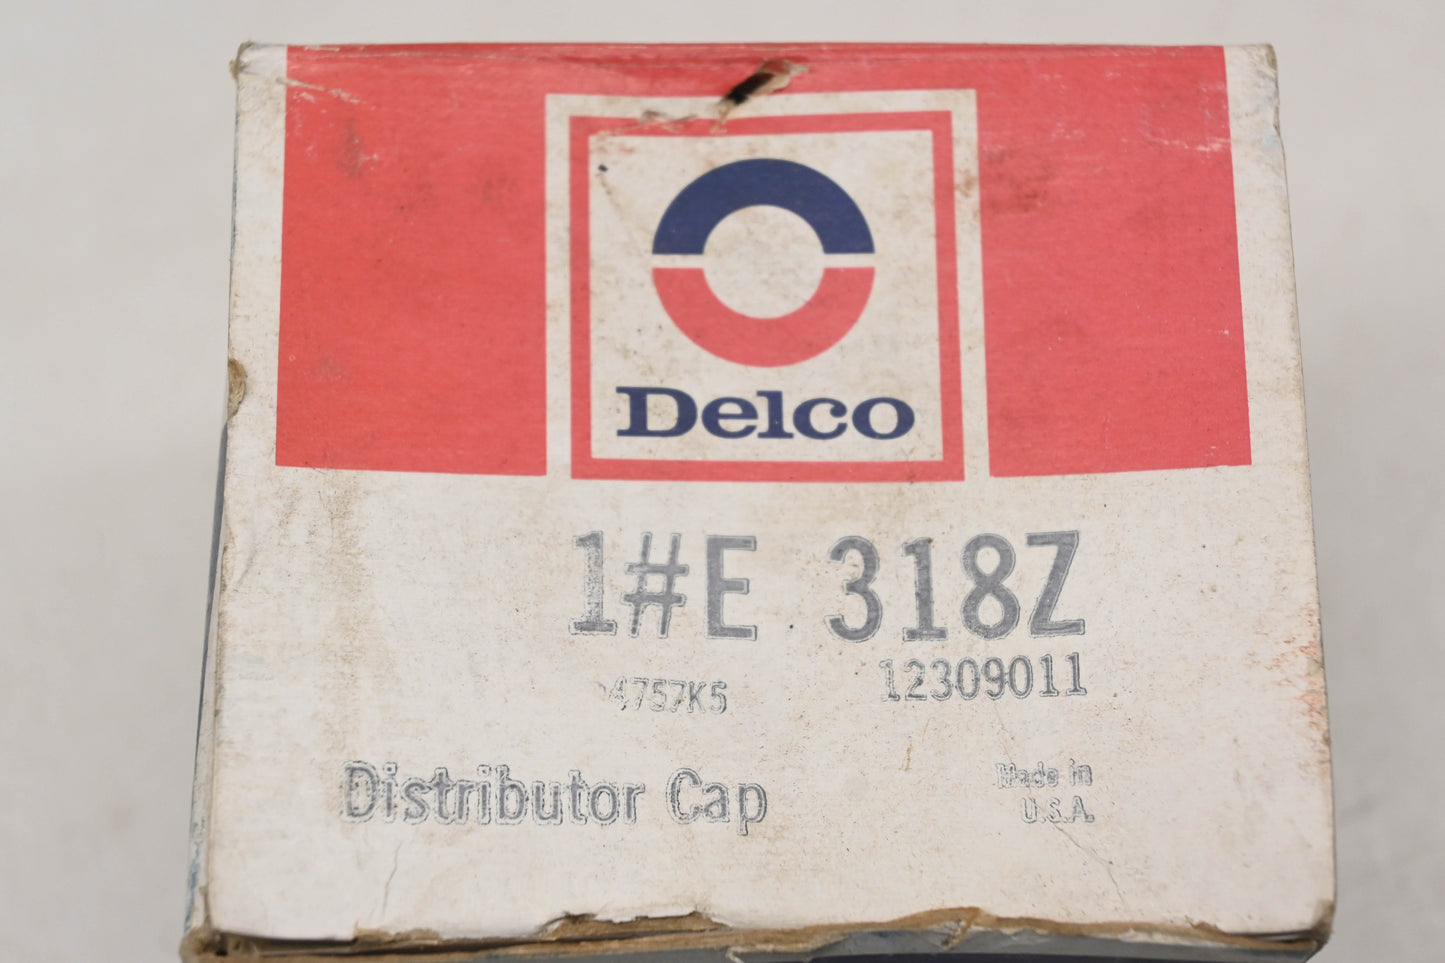 Delco
1#E 318Z
4757K5 12309011
Distributor Cap
Made in
U.S.A.